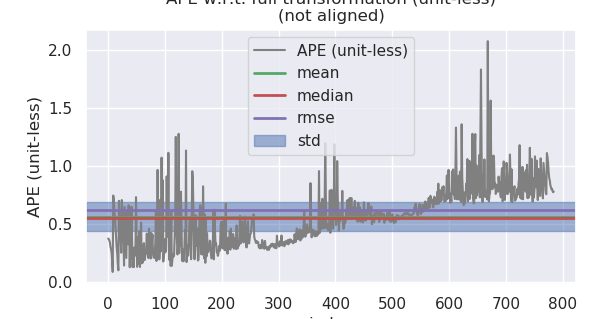 APE w.r.t. full transformation (unit-less)
(not aligned)
APE (unit-less)
2.0
1.5
1.0
0.5
0.0
0 100 200 300 400 500 600 700 800
APE (unit-less)
mean
median
rmse
std